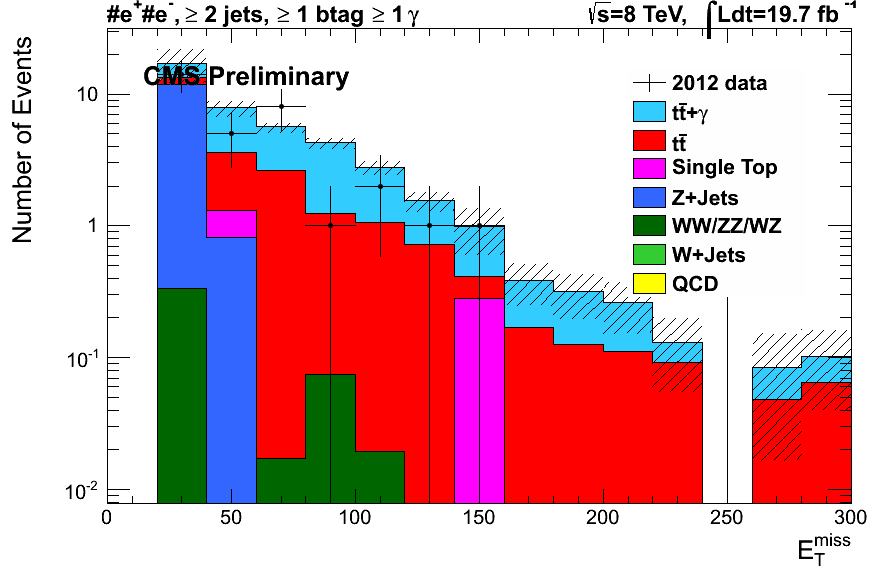 #e⁺#e⁻, ≥ 2 jets, ≥ 1 btag ≥ 1 γ √s=8 TeV, ∫Ldt=19.7 fb⁻¹
CMS Preliminary
Number of Events
2012 data
tt̄+γ
tt̄
Single Top
Z+Jets
WW/ZZ/WZ
W+Jets
QCD
10
1
10⁻¹
10⁻²
0 50 100 150 200 250 300
E_T^miss